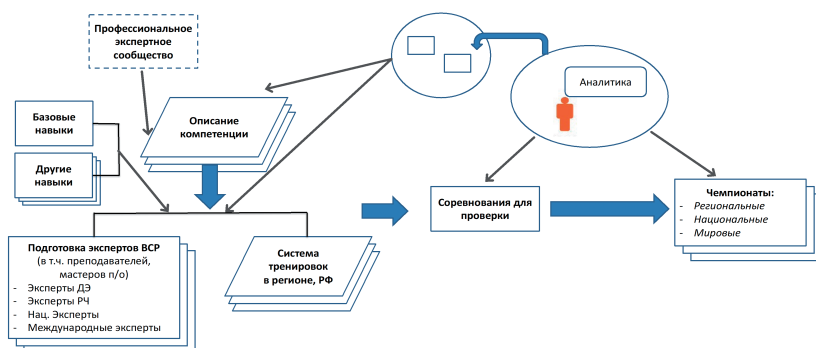 Профессиональное
экспертное
сообщество
Аналитика
Базовые
навыки
Описание
компетенции
Другие
навыки
Соревнования для
проверки
Чемпионаты:
- Региональные
- Национальные
- Мировые
Подготовка экспертов ВСР
(в т.ч. преподавателей,
мастеров п/о)
- Эксперты ДЭ
- Эксперты РЧ
- Нац. Эксперты
- Международные эксперты
Система
тренировок
в регионе, РФ